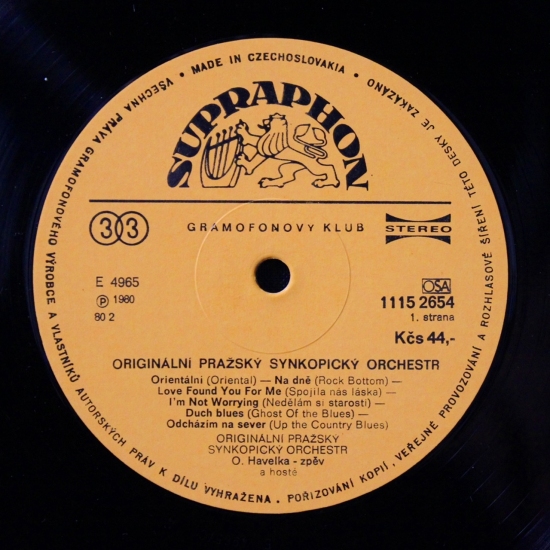 VŠECHNA PRÁVA GRAMOFONOVÉHO VÝROBCE A VLASTNÍKŮ AUTORSKÝCH PRÁV K DÍLU VYHRAŽENA. POŘIZOVÁNÍ KOPIÍ, VEŘEJNÉ PROVOZOVÁNÍ A ROZHLASOVÉ ŠÍŘENÍ TÉTO DESKY JE ZAKÁZÁNO
• MADE IN CZECHOSLOVAKIA •
SUPRAPHON
33
GRAMOFONOVÝ KLUB
STEREO
E 4965
OSA
Ⓟ 1980
1115 2654
80 2
1. strana
Kčs 44,-
ORIGINÁLNÍ PRAŽSKÝ SYNKOPICKÝ ORCHESTR
Orientální (Oriental) — Na dně (Rock Bottom) —
Love Found You For Me (Spojila nás láska) —
I'm Not Worrying (Nedělám si starosti) —
Duch blues (Ghost Of the Blues) —
Odcházím na sever (Up the Country Blues)
ORIGINÁLNÍ PRAŽSKÝ
SYNKOPICKÝ ORCHESTR
O. Havelka - zpěv
a hosté